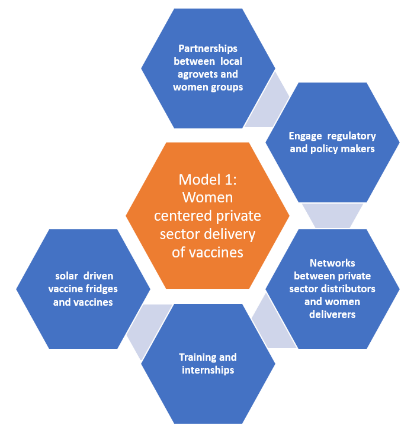 Partnerships
between local
agrovets and
women groups
Engage regulatory
and policy makers
Model 1:
Women
centered private
sector delivery
of vaccines
Networks
between private
sector distributors
and women
deliverers
Training and
internships
solar driven
vaccine fridges
and vaccines